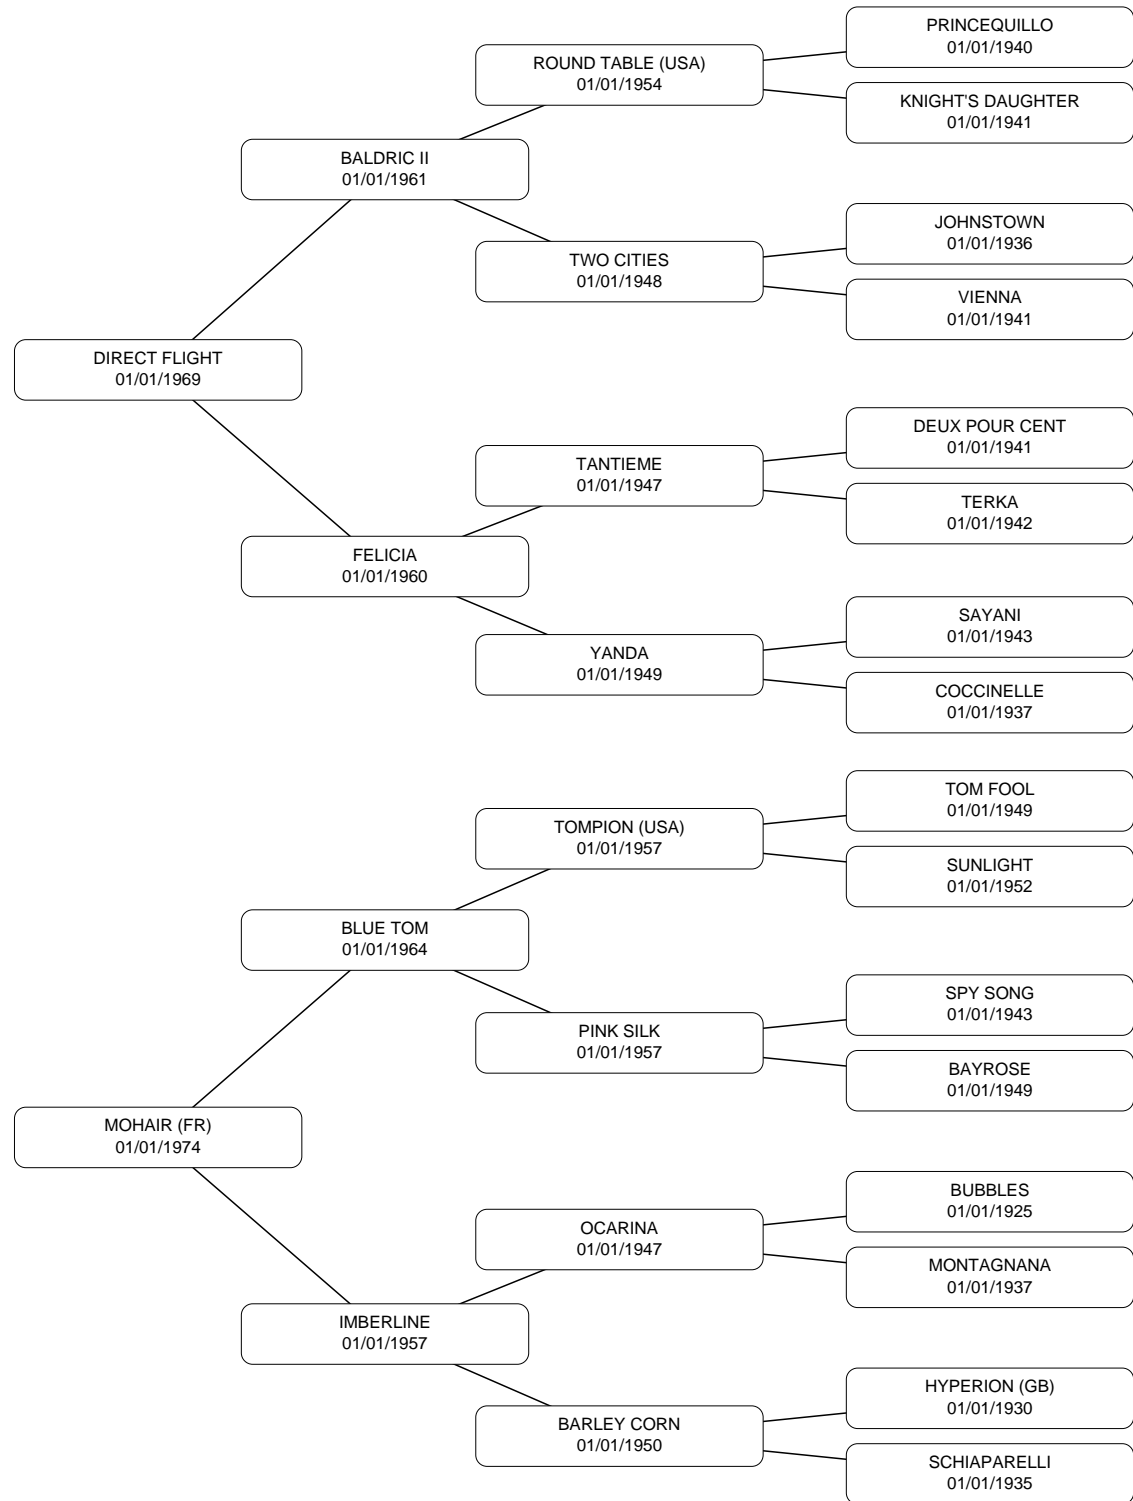 PRINCEQUILLO
01/01/1940
ROUND TABLE (USA)
01/01/1954
KNIGHT'S DAUGHTER
01/01/1941
BALDRIC II
01/01/1961
JOHNSTOWN
01/01/1936
TWO CITIES
01/01/1948
VIENNA
01/01/1941
DIRECT FLIGHT
01/01/1969
DEUX POUR CENT
01/01/1941
TANTIEME
01/01/1947
TERKA
01/01/1942
FELICIA
01/01/1960
SAYANI
01/01/1943
YANDA
01/01/1949
COCCINELLE
01/01/1937
TOM FOOL
01/01/1949
TOMPION (USA)
01/01/1957
SUNLIGHT
01/01/1952
BLUE TOM
01/01/1964
SPY SONG
01/01/1943
PINK SILK
01/01/1957
BAYROSE
01/01/1949
MOHAIR (FR)
01/01/1974
BUBBLES
01/01/1925
OCARINA
01/01/1947
MONTAGNANA
01/01/1937
IMBERLINE
01/01/1957
HYPERION (GB)
01/01/1930
BARLEY CORN
01/01/1950
SCHIAPARELLI
01/01/1935